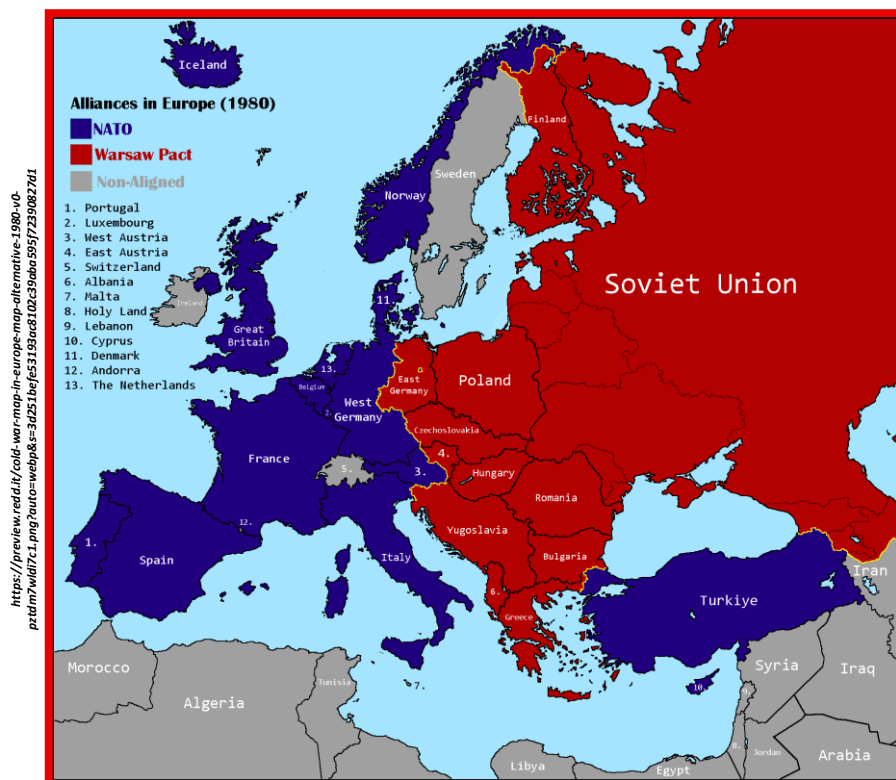 https://preview.redd.it/cold-war-map-in-europe-map-alternative-1980-v0-
pztdm7wldi7c1.png?auto=webp&s=3d251befe53193ac8102c39aba595f72390827d1
Iceland
Alliances in Europe (1980)
NATO
Warsaw Pact
Non-Aligned
1. Portugal
2. Luxembourg
3. West Austria
4. East Austria
5. Switzerland
6. Albania
7. Malta
8. Holy Land
9. Lebanon
10. Cyprus
11. Denmark
12. Andorra
13. The Netherlands
Finland
Sweden
Norway
Soviet Union
11.
Ireland
Great
Britain
13.
Belgium
2.
West
Germany
East
Germany
Poland
Czechoslovakia
4.
France
5.
3.
Hungary
Romania
12.
1.
Spain
Italy
Yugoslavia
Bulgaria
6.
Greece
Turkiye
Iran
Morocco
Algeria
Tunisia
7.
10.
Syria
9.
Iraq
8.
Jordan
Arabia
Libya
Egypt